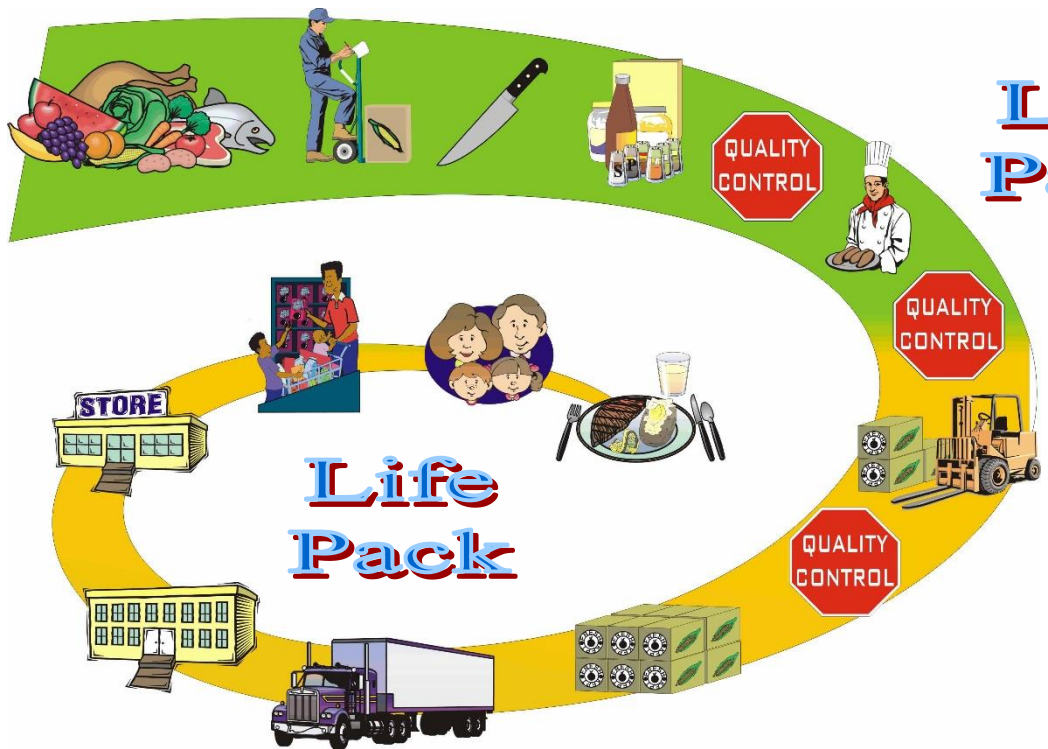 QUALITY
CONTROL
QUALITY
CONTROL
STORE
Life
Pack
QUALITY
CONTROL